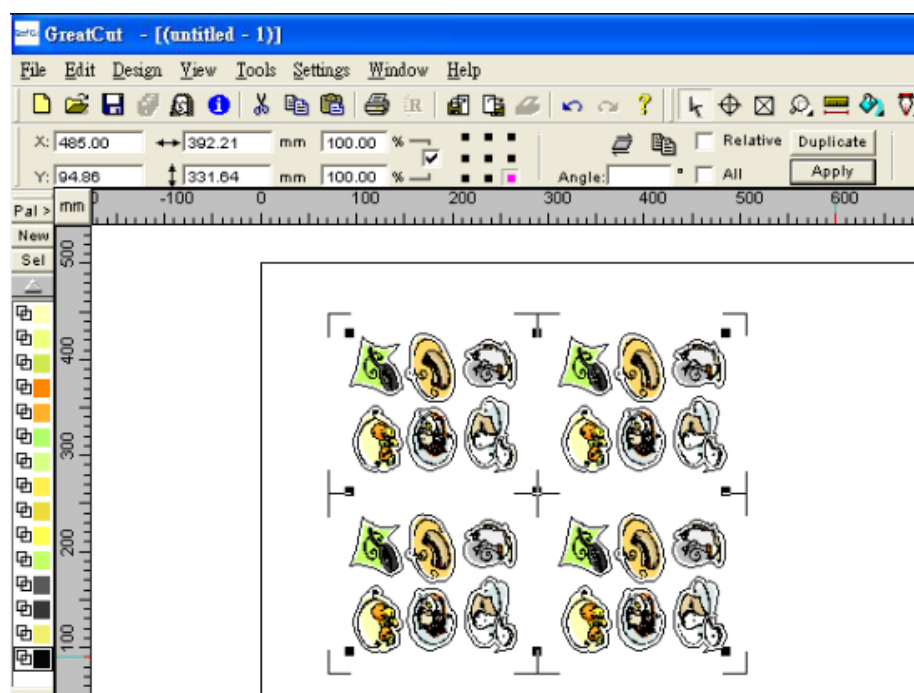 GreatCut - [(untitled - 1)]
File Edit Design View Tools Settings Window Help
X: 485.00 392.21 mm 100.00 % Relative Duplicate
Y: 94.86 331.64 mm 100.00 % Angle: ° All Apply
Pal > mm -100 0 100 200 300 400 500 600
New
Sel
500
400
300
200
100